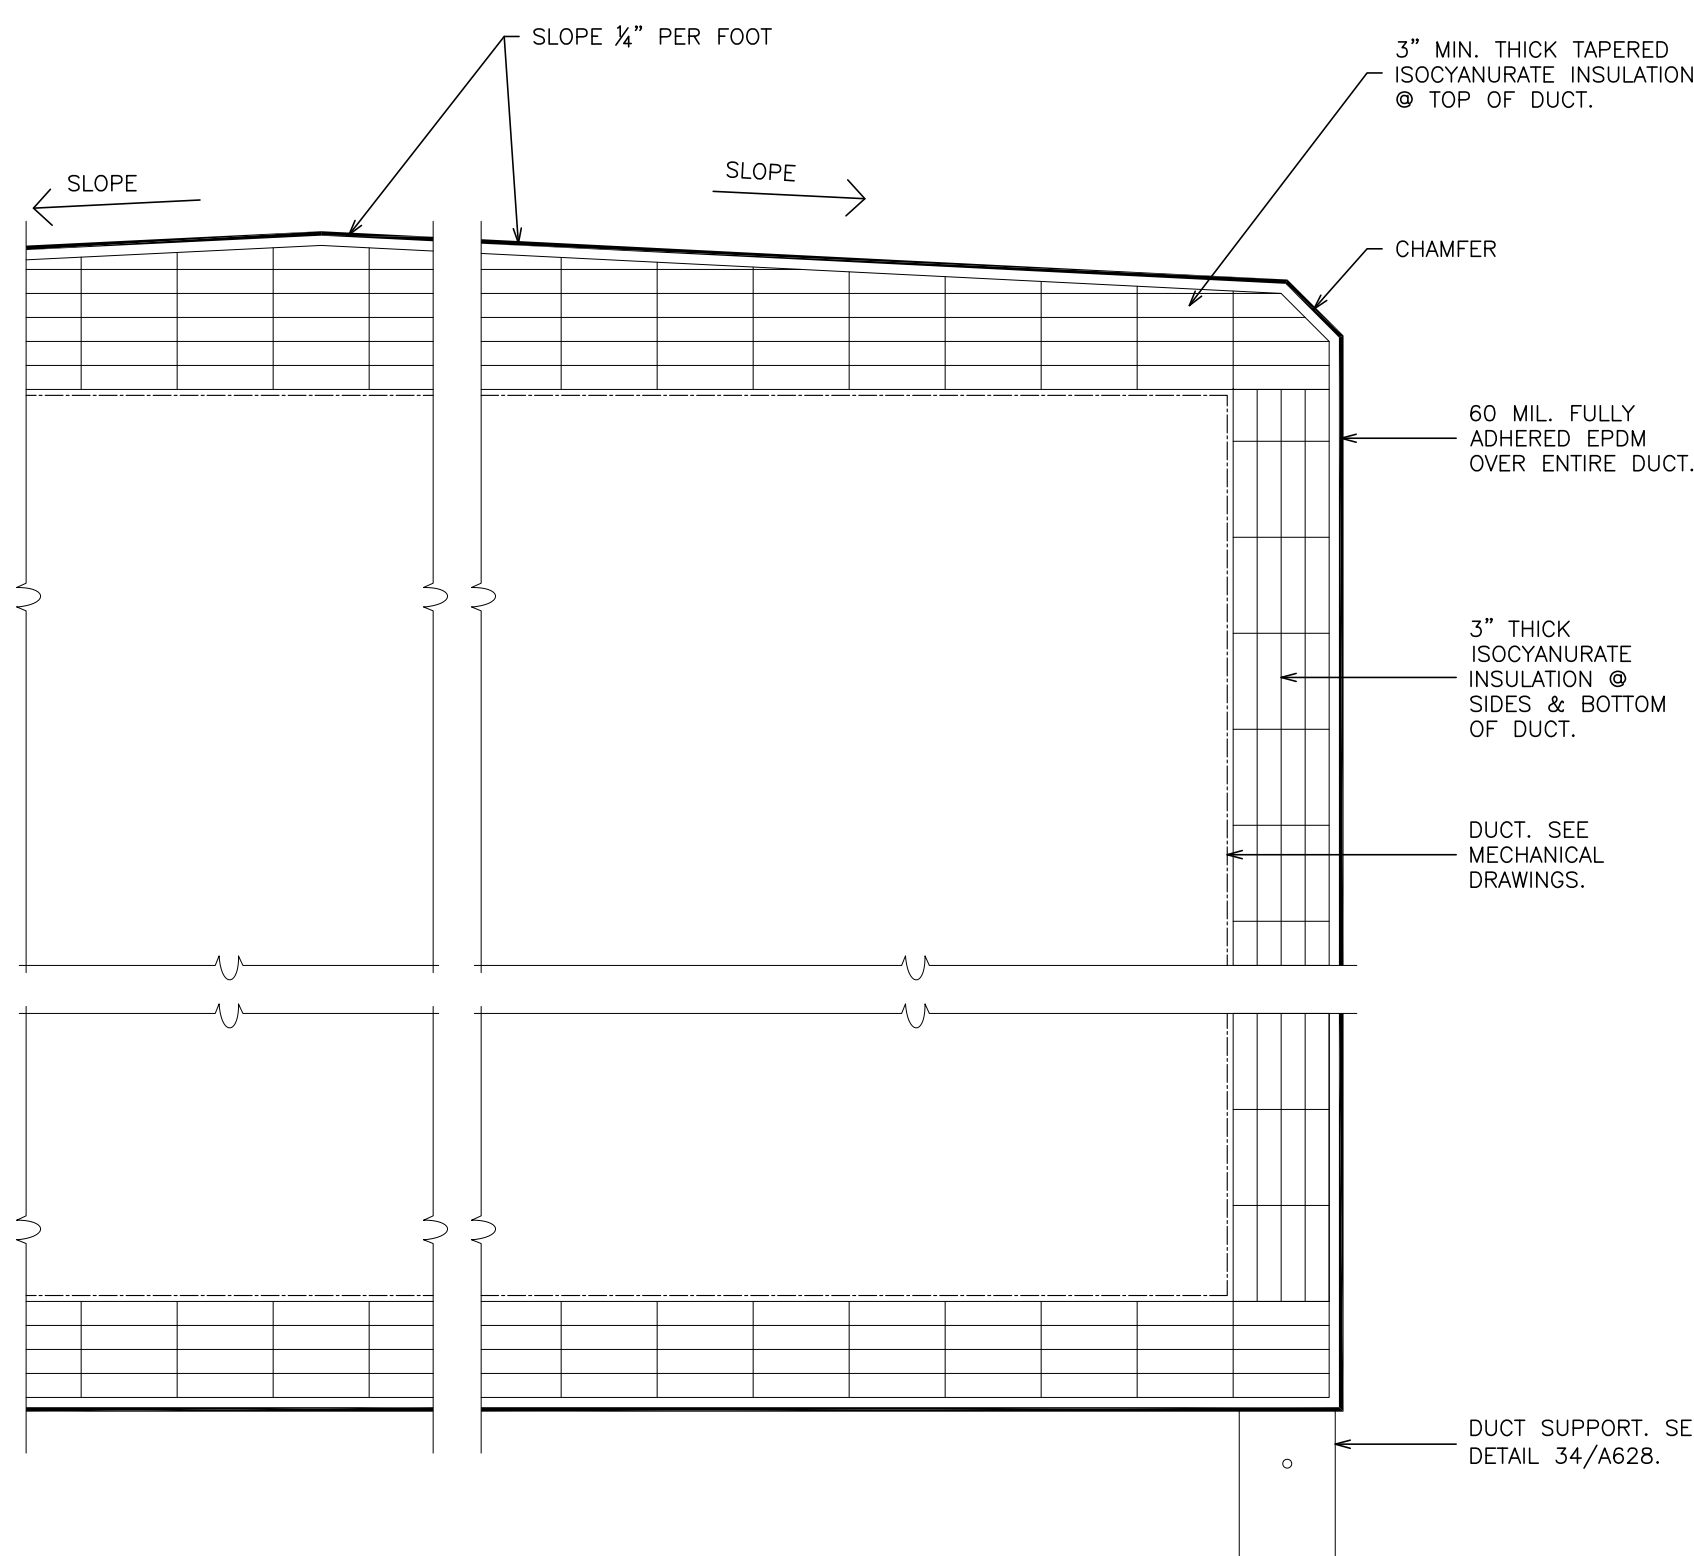 SLOPE ¼” PER FOOT
3” MIN. THICK TAPERED
ISOCYANURATE INSULATION
@ TOP OF DUCT.
SLOPE
SLOPE
CHAMFER
60 MIL. FULLY
ADHERED EPDM
OVER ENTIRE DUCT.
3” THICK
ISOCYANURATE
INSULATION @
SIDES & BOTTOM
OF DUCT.
DUCT. SEE
MECHANICAL
DRAWINGS.
DUCT SUPPORT. SE
DETAIL 34/A628.